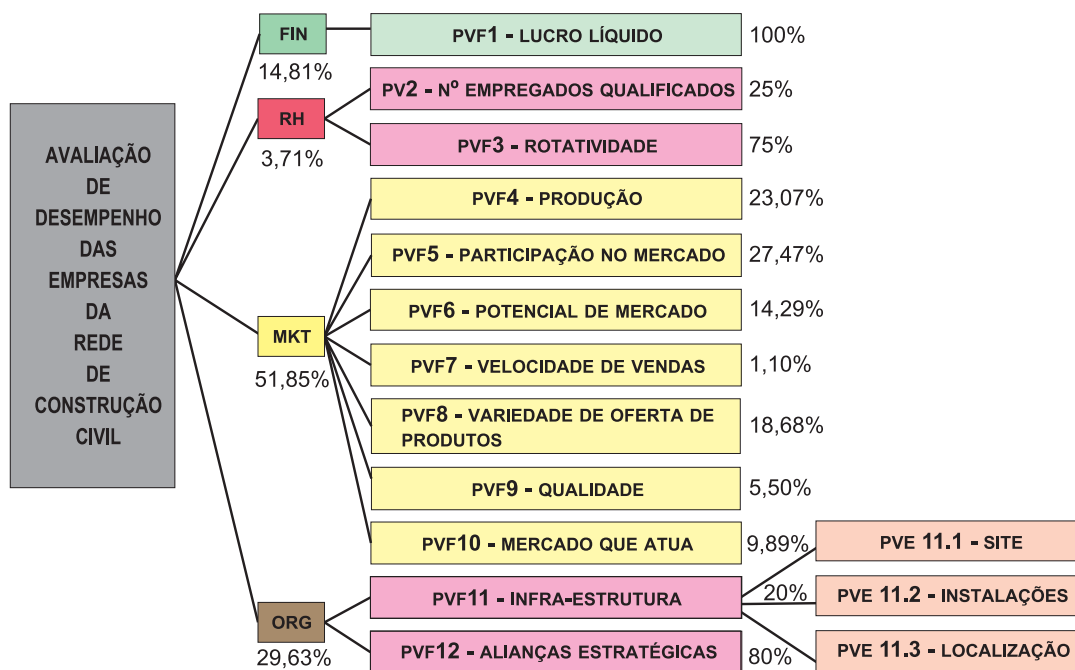 AVALIAÇÃO
DE
DESEMPENHO
DAS
EMPRESAS
DA
REDE
DE
CONSTRUÇÃO
CIVIL
FIN
14,81%
PVF1 - LUCRO LÍQUIDO
100%
RH
3,71%
PV2 - Nº EMPREGADOS QUALIFICADOS
25%
PVF3 - ROTATIVIDADE
75%
MKT
51,85%
PVF4 - PRODUÇÃO
23,07%
PVF5 - PARTICIPAÇÃO NO MERCADO
27,47%
PVF6 - POTENCIAL DE MERCADO
14,29%
PVF7 - VELOCIDADE DE VENDAS
1,10%
PVF8 - VARIEDADE DE OFERTA DE
PRODUTOS
18,68%
PVF9 - QUALIDADE
5,50%
PVF10 - MERCADO QUE ATUA
9,89%
ORG
29,63%
PVF11 - INFRA-ESTRUTURA
20%
PVE 11.1 - SITE
PVE 11.2 - INSTALAÇÕES
PVE 11.3 - LOCALIZAÇÃO
PVF12 - ALIANÇAS ESTRATÉGICAS
80%